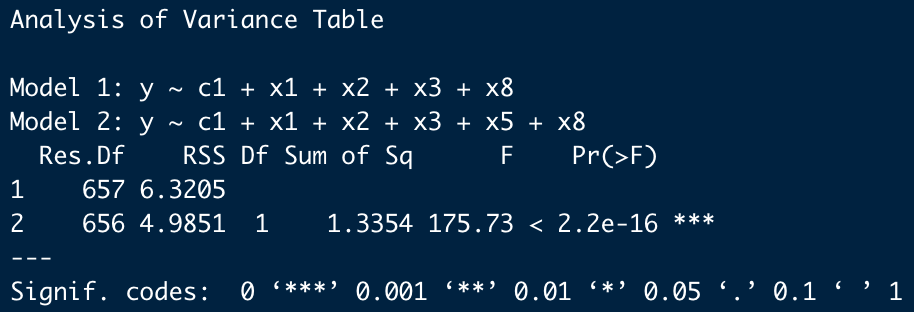 Analysis of Variance Table

Model 1: y ~ c1 + x1 + x2 + x3 + x8
Model 2: y ~ c1 + x1 + x2 + x3 + x5 + x8
  Res.Df    RSS Df Sum of Sq      F    Pr(>F)
1    657 6.3205
2    656 4.9851  1    1.3354 175.73 < 2.2e-16 ***
---
Signif. codes:  0 ‘***’ 0.001 ‘**’ 0.01 ‘*’ 0.05 ‘.’ 0.1 ‘ ’ 1